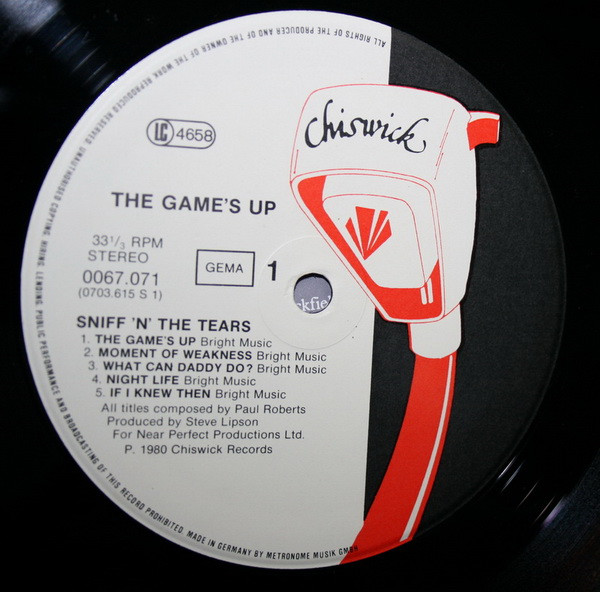 ALL RIGHTS OF THE PRODUCER AND OF THE OWNER OF THE WORK REPRODUCED RESERVED. UNAUTHORISED COPYING, HIRING, LENDING, PUBLIC PERFORMANCE AND BROADCASTING OF THIS RECORD PROHIBITED. MADE IN GERMANY BY METRONOME MUSIK GMBH
Chiswick
LC 4658
THE GAME'S UP
33 1/3 RPM
STEREO
0067.071
(0703.615 S 1)
GEMA
1
ckfiel
SNIFF 'N' THE TEARS
1. THE GAME'S UP Bright Music
2. MOMENT OF WEAKNESS Bright Music
3. WHAT CAN DADDY DO? Bright Music
4. NIGHT LIFE Bright Music
5. IF I KNEW THEN Bright Music
All titles composed by Paul Roberts
Produced by Steve Lipson
For Near Perfect Productions Ltd.
P. 1980 Chiswick Records